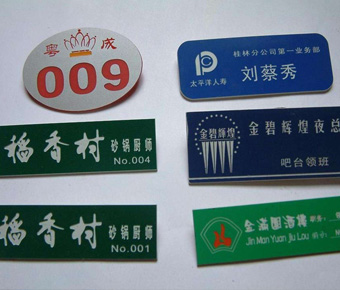 粤 成
009
桂林分公司第一业务部
太平洋人寿
刘蔡秀
稻香村
砂锅厨师
No.004
金碧辉煌
金碧辉煌夜总
吧台领班
稻香村
砂锅厨师
No.001
金满园酒楼
Jin Man Yuan Jiu Lou